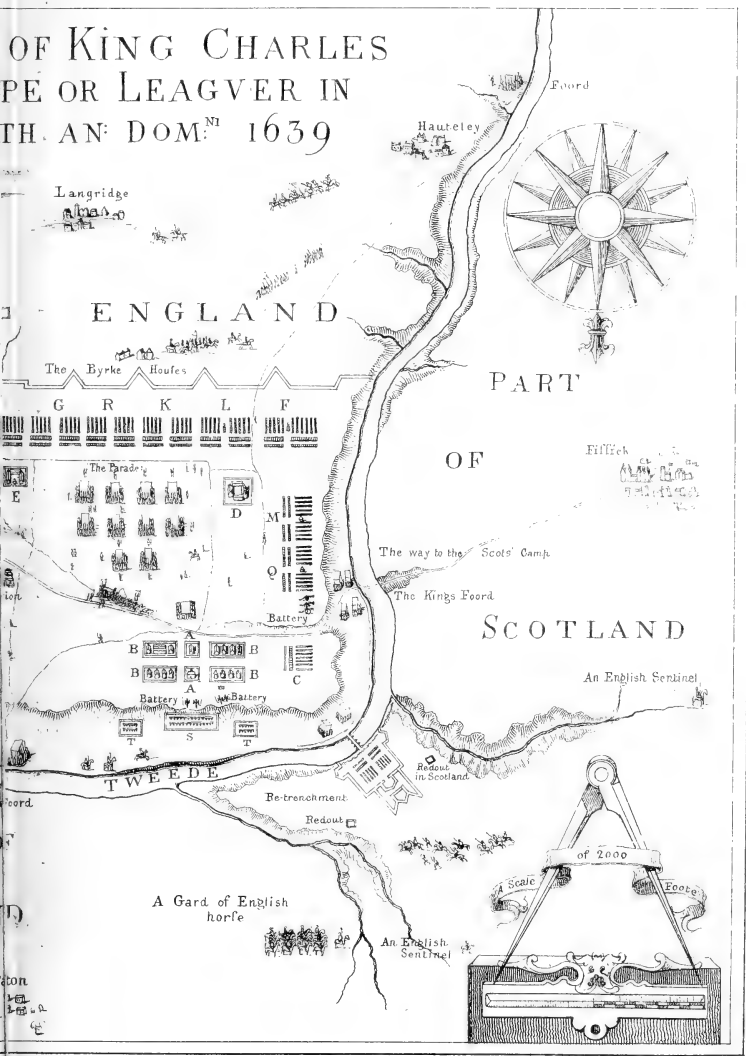 OF KING CHARLES
PE OR LEAGVER IN
TH. AN: DOM:NI 1639
Foord
Hauteley
Langridge
ENGLAND
The Byrke Houses
G R K L F
PART
OF
SCOTLAND
The Parade
E
D
M
Q
The way to the Scots' Camp
The Kings Foord
Battery
A
B B
C
B B
A
An English Sentinel
Battery Battery
T S T
TWEEDE
Redout
in Scotland
Re-trenchment
Redout
foord
of 2000
A Scale
Foote
A Gard of English
horse
An English
Sentinel